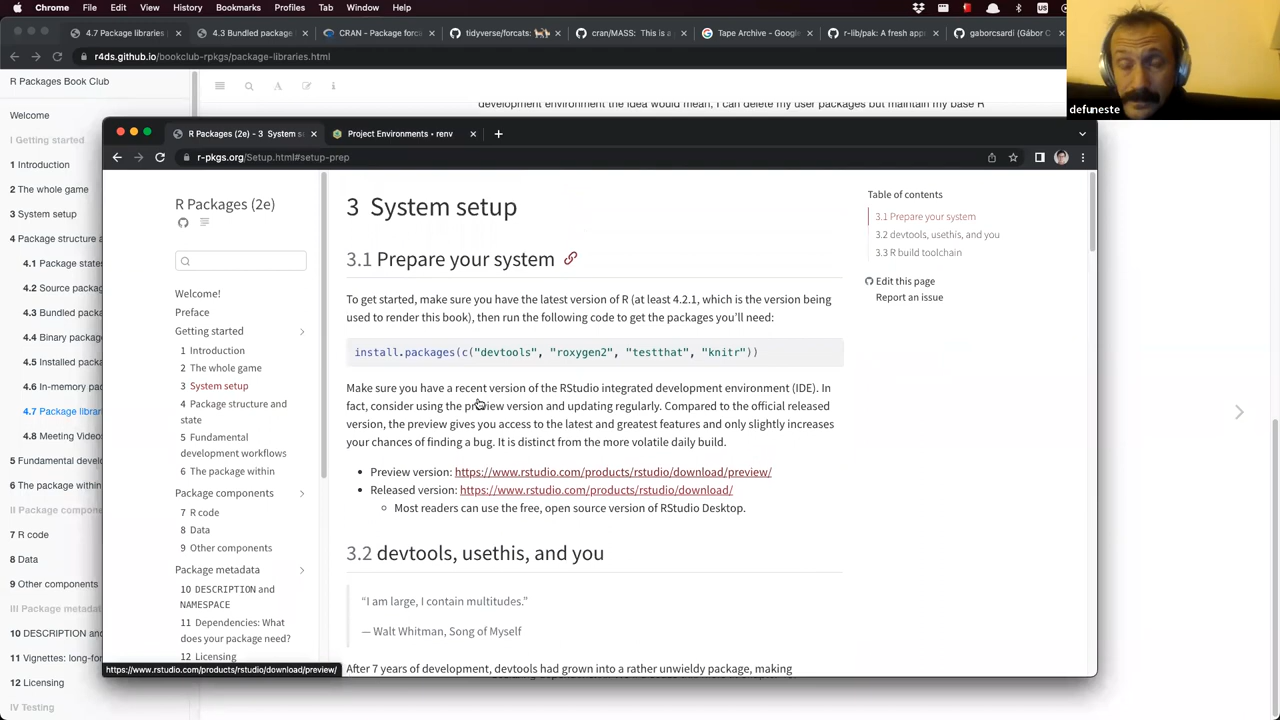 Chrome File Edit View History Bookmarks Profiles Tab Window Help
4.7 Package libraries
4.3 Bundled package
CRAN - Package forca
tidyverse/forcats:
cran/MASS: This is a
Tape Archive - Google
r-lib/pak: A fresh app
gaborcsardi (Gábor C
r4ds.github.io/bookclub-rpkgs/package-libraries.html
defuneste
R Packages Book Club
development environment the idea would mean, I can delete my user packages but maintain my base R
Welcome
I Getting started
1 Introduction
2 The whole game
3 System setup
4 Package structure a
4.1 Package states
4.2 Source packag
4.3 Bundled packa
4.4 Binary packag
4.5 Installed packa
4.6 In-memory pac
4.7 Package librar
4.8 Meeting Video
5 Fundamental devel
6 The package within
II Package componen
7 R code
8 Data
9 Other components
III Package metadat
10 DESCRIPTION and
11 Vignettes: long-for
12 Licensing
IV Testing
R Packages (2e) - 3 System s
Project Environments • renv
r-pkgs.org/Setup.html#setup-prep
R Packages (2e)
Welcome!
Preface
Getting started
1 Introduction
2 The whole game
3 System setup
4 Package structure and
state
5 Fundamental
development workflows
6 The package within
Package components
7 R code
8 Data
9 Other components
Package metadata
10 DESCRIPTION and
NAMESPACE
11 Dependencies: What
does your package need?
12 Licensing
https://www.rstudio.com/products/rstudio/download/preview/
3 System setup
3.1 Prepare your system
To get started, make sure you have the latest version of R (at least 4.2.1, which is the version being
used to render this book), then run the following code to get the packages you’ll need:
install.packages(c("devtools", "roxygen2", "testthat", "knitr"))
Make sure you have a recent version of the RStudio integrated development environment (IDE). In
fact, consider using the preview version and updating regularly. Compared to the official released
version, the preview gives you access to the latest and greatest features and only slightly increases
your chances of finding a bug. It is distinct from the more volatile daily build.
• Preview version: https://www.rstudio.com/products/rstudio/download/preview/
• Released version: https://www.rstudio.com/products/rstudio/download/
Most readers can use the free, open source version of RStudio Desktop.
3.2 devtools, usethis, and you
“I am large, I contain multitudes.”
— Walt Whitman, Song of Myself
After 7 years of development, devtools had grown into a rather unwieldy package, making
Table of contents
3.1 Prepare your system
3.2 devtools, usethis, and you
3.3 R build toolchain
Edit this page
Report an issue